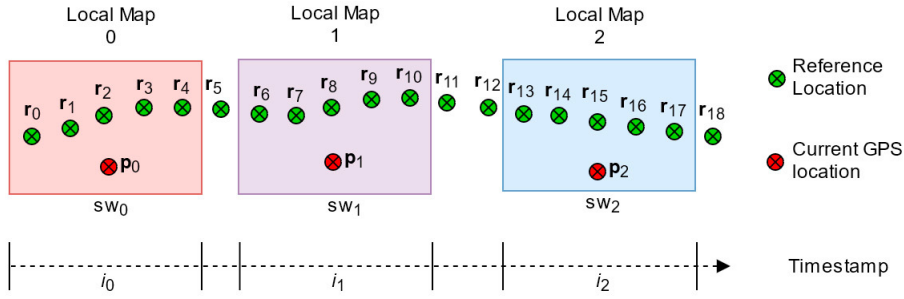 Local Map
0
Local Map
1
Local Map
2
r0 r1 r2 r3 r4 r5 r6 r7 r8 r9 r10 r11 r12 r13 r14 r15 r16 r17 r18
p0 p1 p2
sw0 sw1 sw2
i0 i1 i2
Timestamp
Reference
Location
Current GPS
location